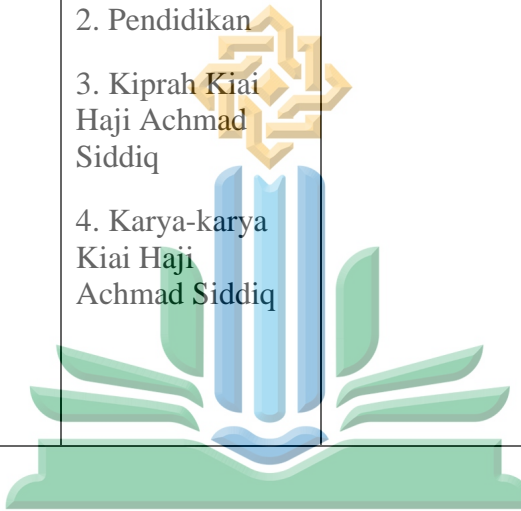 2. Pendidikan
3. Kiprah Kiai
Haji Achmad
Siddiq
4. Karya-karya
Kiai Haji
Achmad Siddiq